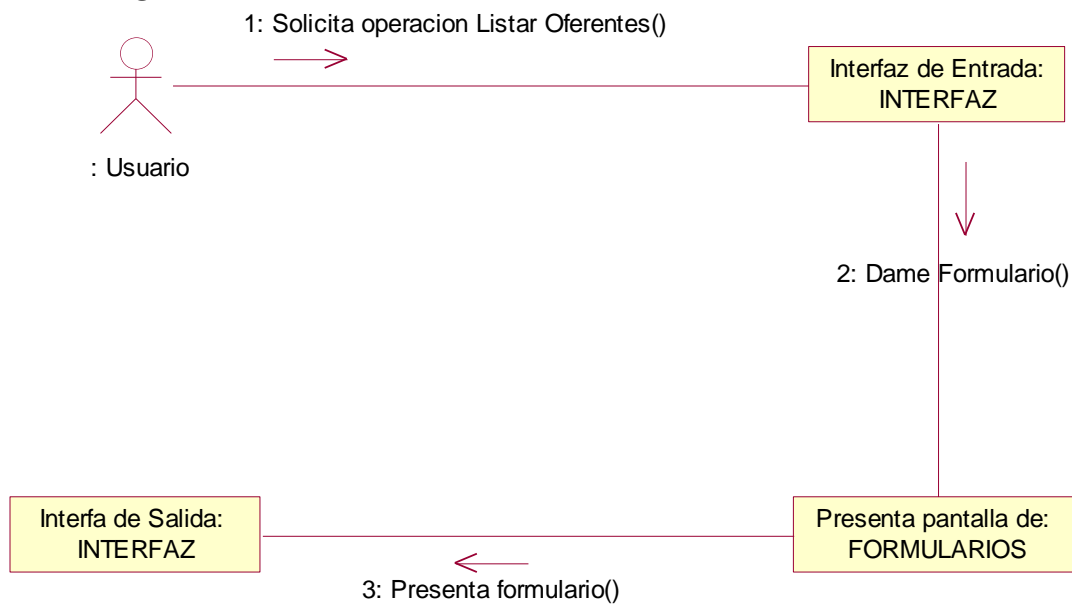 1: Solicita operacion Listar Oferentes()
Interfaz de Entrada:
INTERFAZ
: Usuario
2: Dame Formulario()
Interfa de Salida:
INTERFAZ
Presenta pantalla de:
FORMULARIOS
3: Presenta formulario()